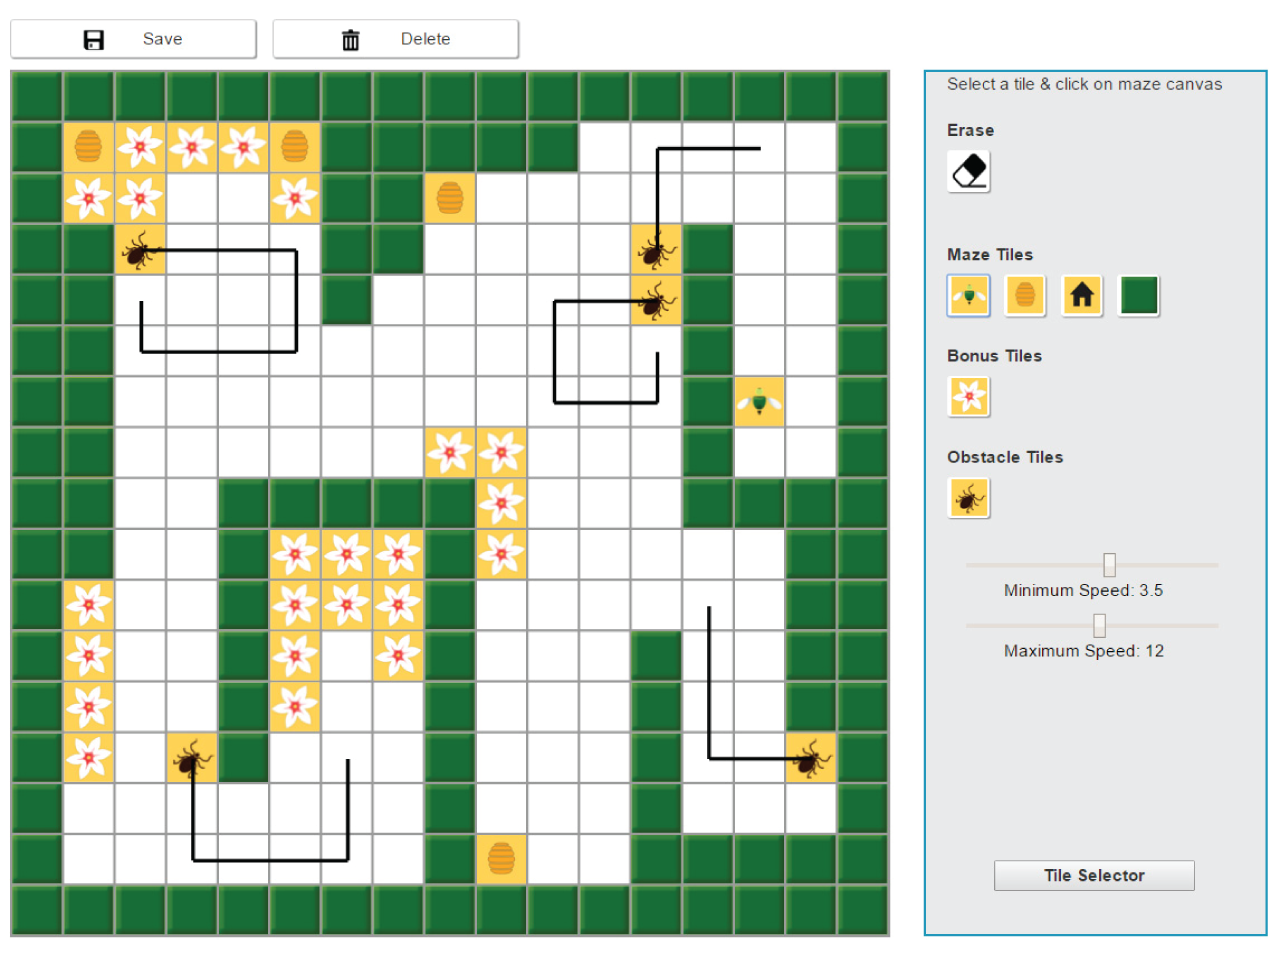 Save
Delete
Select a tile & click on maze canvas
Erase
Maze Tiles
Bonus Tiles
Obstacle Tiles
Minimum Speed: 3.5
Maximum Speed: 12
Tile Selector